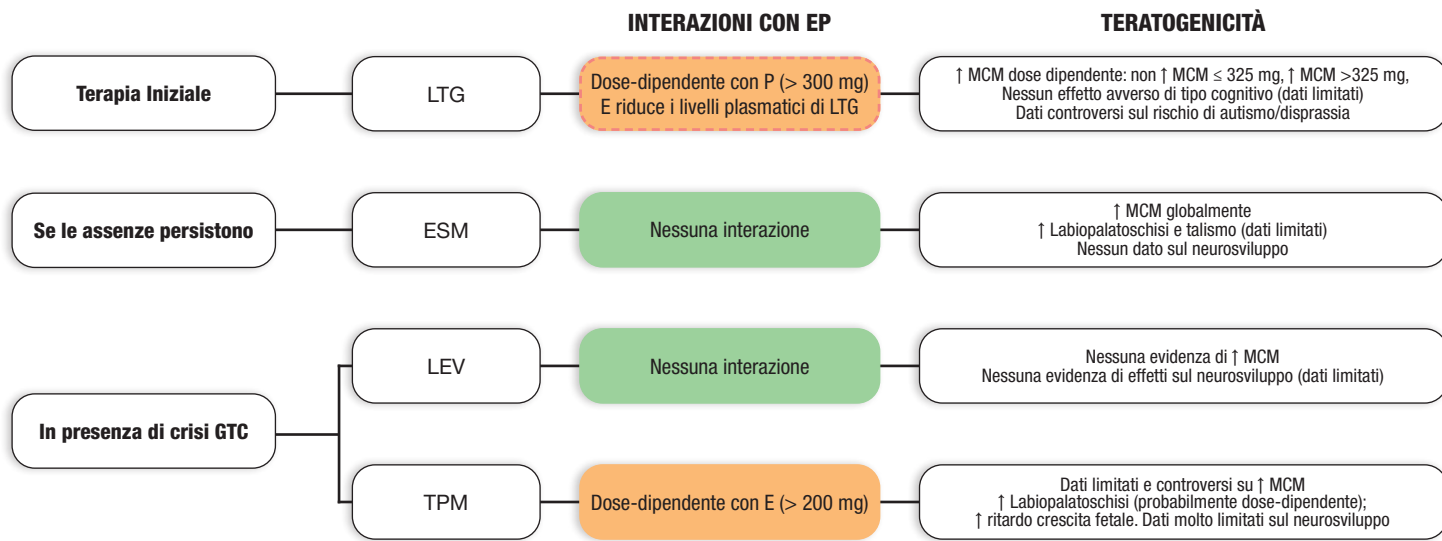 INTERAZIONI CON EP
TERATOGENICITÀ
Terapia Iniziale
LTG
Dose-dipendente con P (> 300 mg)
E riduce i livelli plasmatici di LTG
↑ MCM dose dipendente: non ↑ MCM ≤ 325 mg, ↑ MCM >325 mg,
Nessun effetto avverso di tipo cognitivo (dati limitati)
Dati controversi sul rischio di autismo/disprassia
Se le assenze persistono
ESM
Nessuna interazione
↑ MCM globalmente
↑ Labiopalatoschisi e talismo (dati limitati)
Nessun dato sul neurosviluppo
In presenza di crisi GTC
LEV
Nessuna interazione
Nessuna evidenza di ↑ MCM
Nessuna evidenza di effetti sul neurosviluppo (dati limitati)
TPM
Dose-dipendente con E (> 200 mg)
Dati limitati e controversi su ↑ MCM
↑ Labiopalatoschisi (probabilmente dose-dipendente);
↑ ritardo crescita fetale. Dati molto limitati sul neurosviluppo